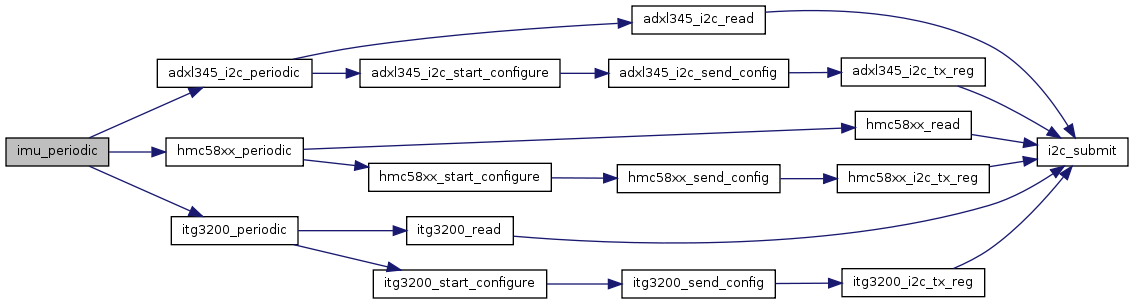 adxl345_i2c_read
adxl345_i2c_periodic
adxl345_i2c_start_configure
adxl345_i2c_send_config
adxl345_i2c_tx_reg
hmc58xx_read
imu_periodic
hmc58xx_periodic
i2c_submit
hmc58xx_start_configure
hmc58xx_send_config
hmc58xx_i2c_tx_reg
itg3200_periodic
itg3200_read
itg3200_start_configure
itg3200_send_config
itg3200_i2c_tx_reg